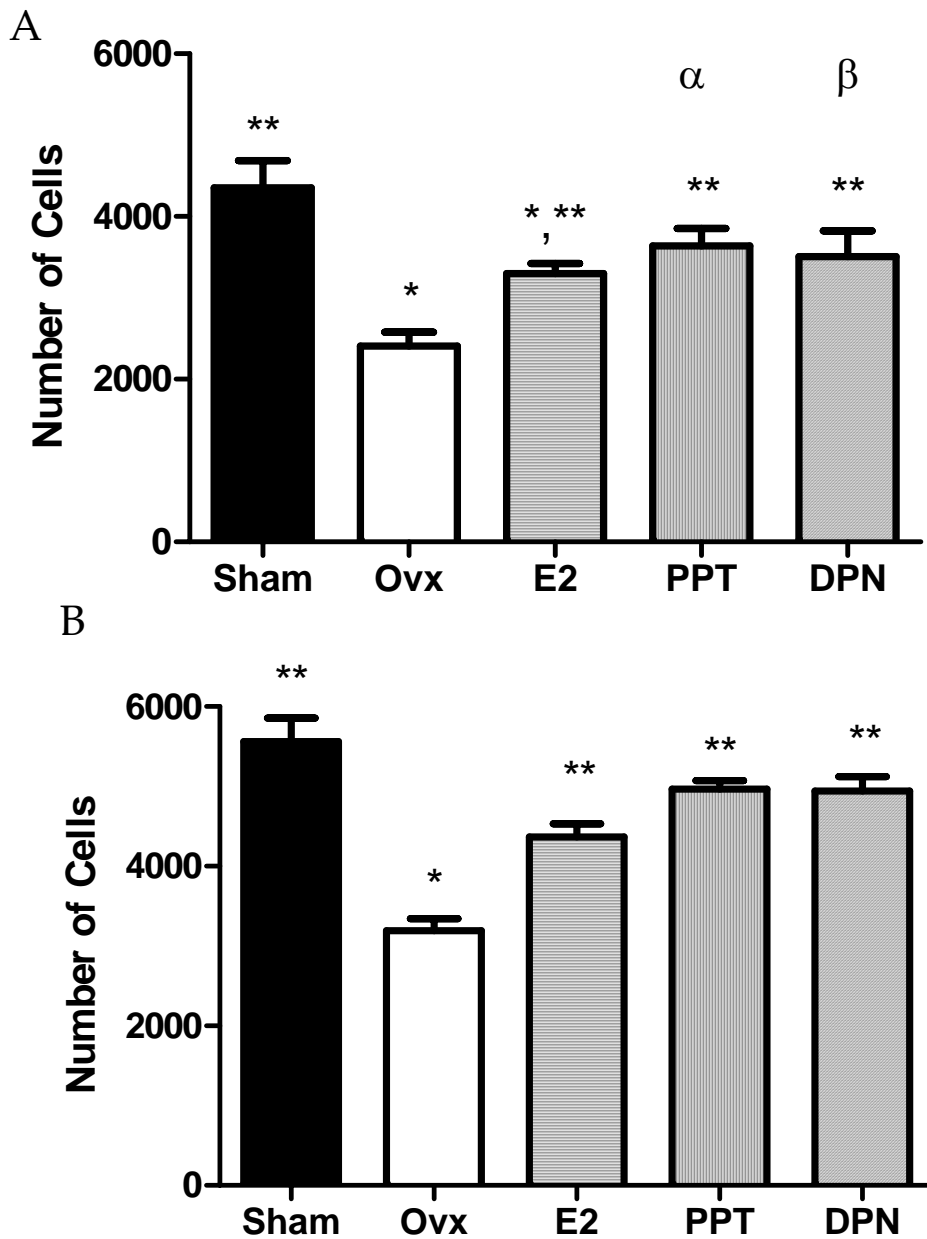 A
6000
4000
2000
0
Number of Cells
**
*
*,**
**
**
α
β
Sham Ovx E2 PPT DPN
B
6000
4000
2000
0
Number of Cells
**
*
**
**
**
Sham Ovx E2 PPT DPN